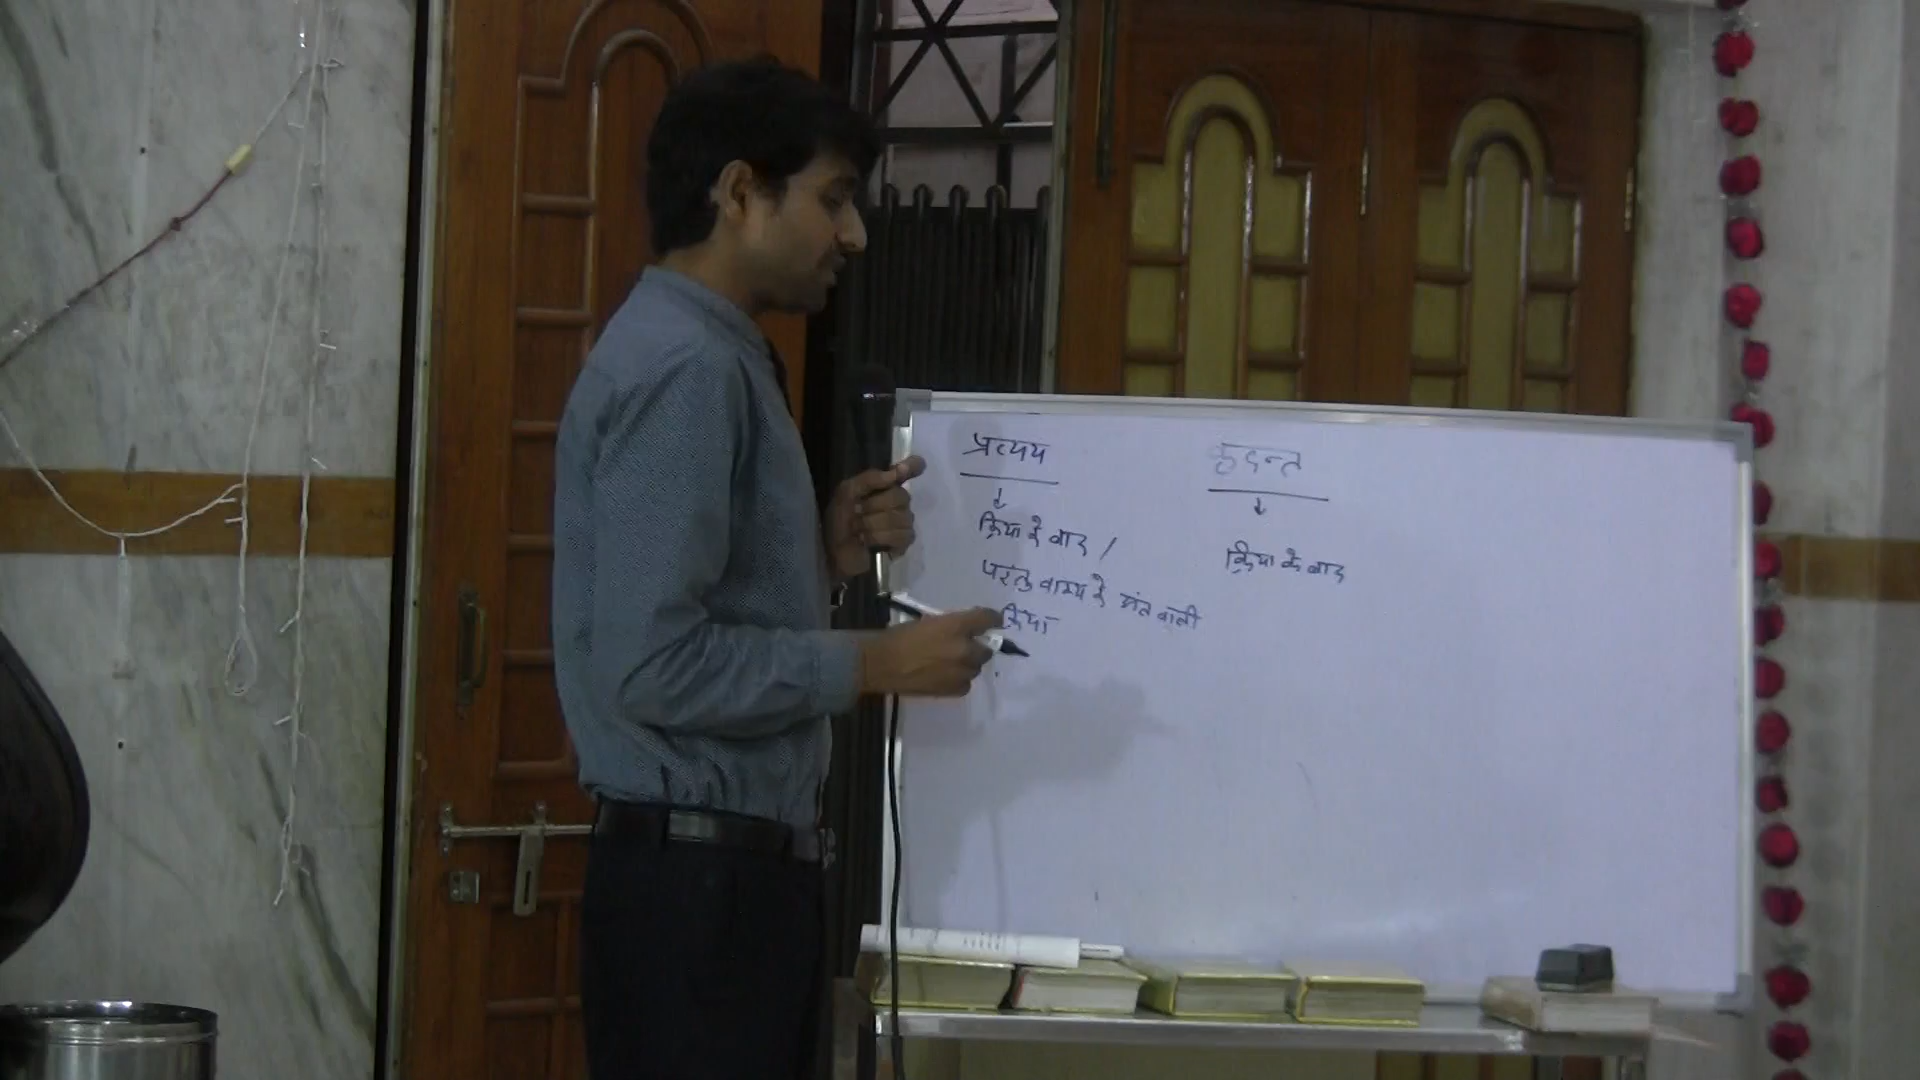 प्रत्यय
कृदन्त
क्रिया के बाद /
परन्तु वाक्य के अंत वाली
क्रिया
क्रिया के बाद